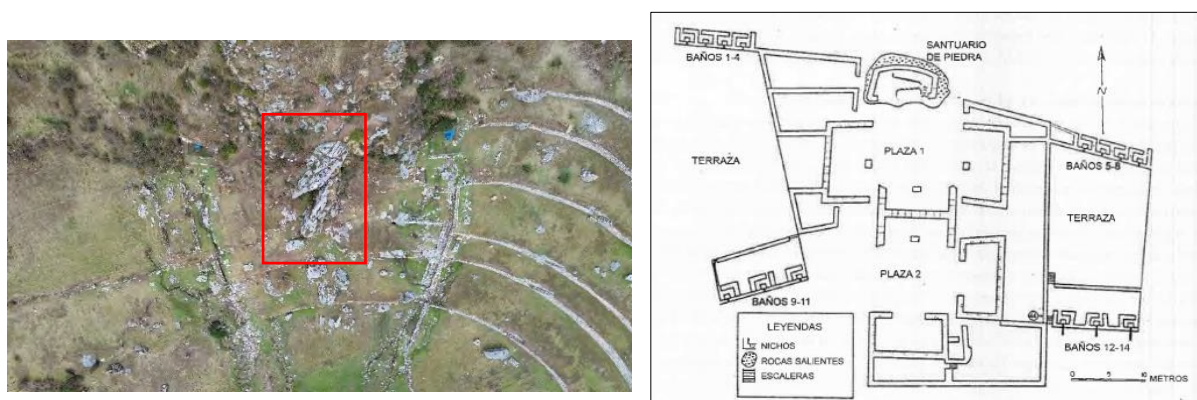 BAÑOS 1-4
SANTUARIO
DE PIEDRA
N
TERRAZA
PLAZA 1
BAÑOS 5-8
TERRAZA
PLAZA 2
BAÑOS 9-11
LEYENDAS
NICHOS
ROCAS SALIENTES
ESCALERAS
BAÑOS 12-14
0 5 10 METROS